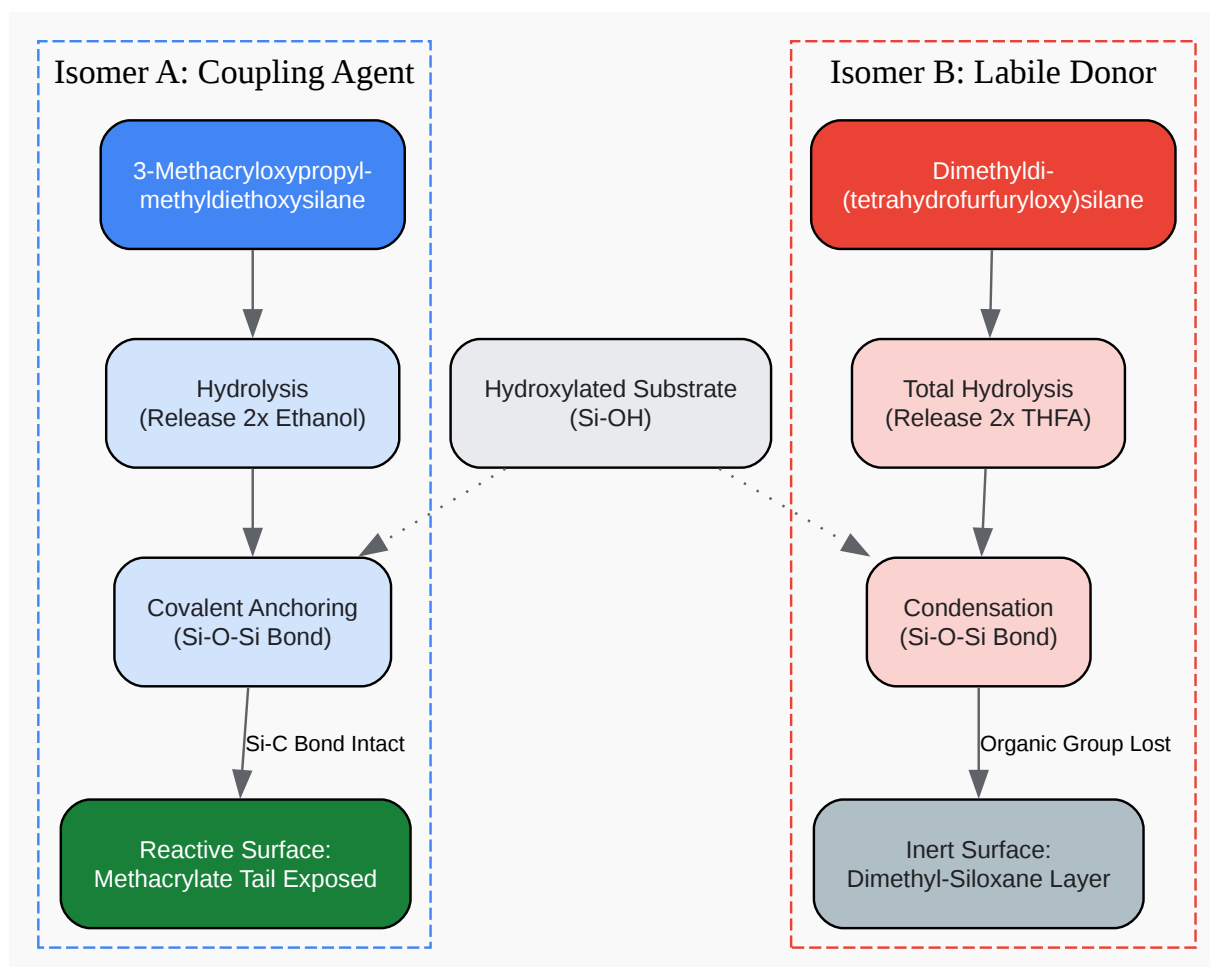 Isomer A: Coupling Agent
3-Methacryloxypropyl-
methyldiethoxysilane
Hydrolysis
(Release 2x Ethanol)
Covalent Anchoring
(Si-O-Si Bond)
Si-C Bond Intact
Reactive Surface:
Methacrylate Tail Exposed
Hydroxylated Substrate
(Si-OH)
Isomer B: Labile Donor
Dimethyldi-
(tetrahydrofurfuryloxy)silane
Total Hydrolysis
(Release 2x THFA)
Condensation
(Si-O-Si Bond)
Organic Group Lost
Inert Surface:
Dimethyl-Siloxane Layer